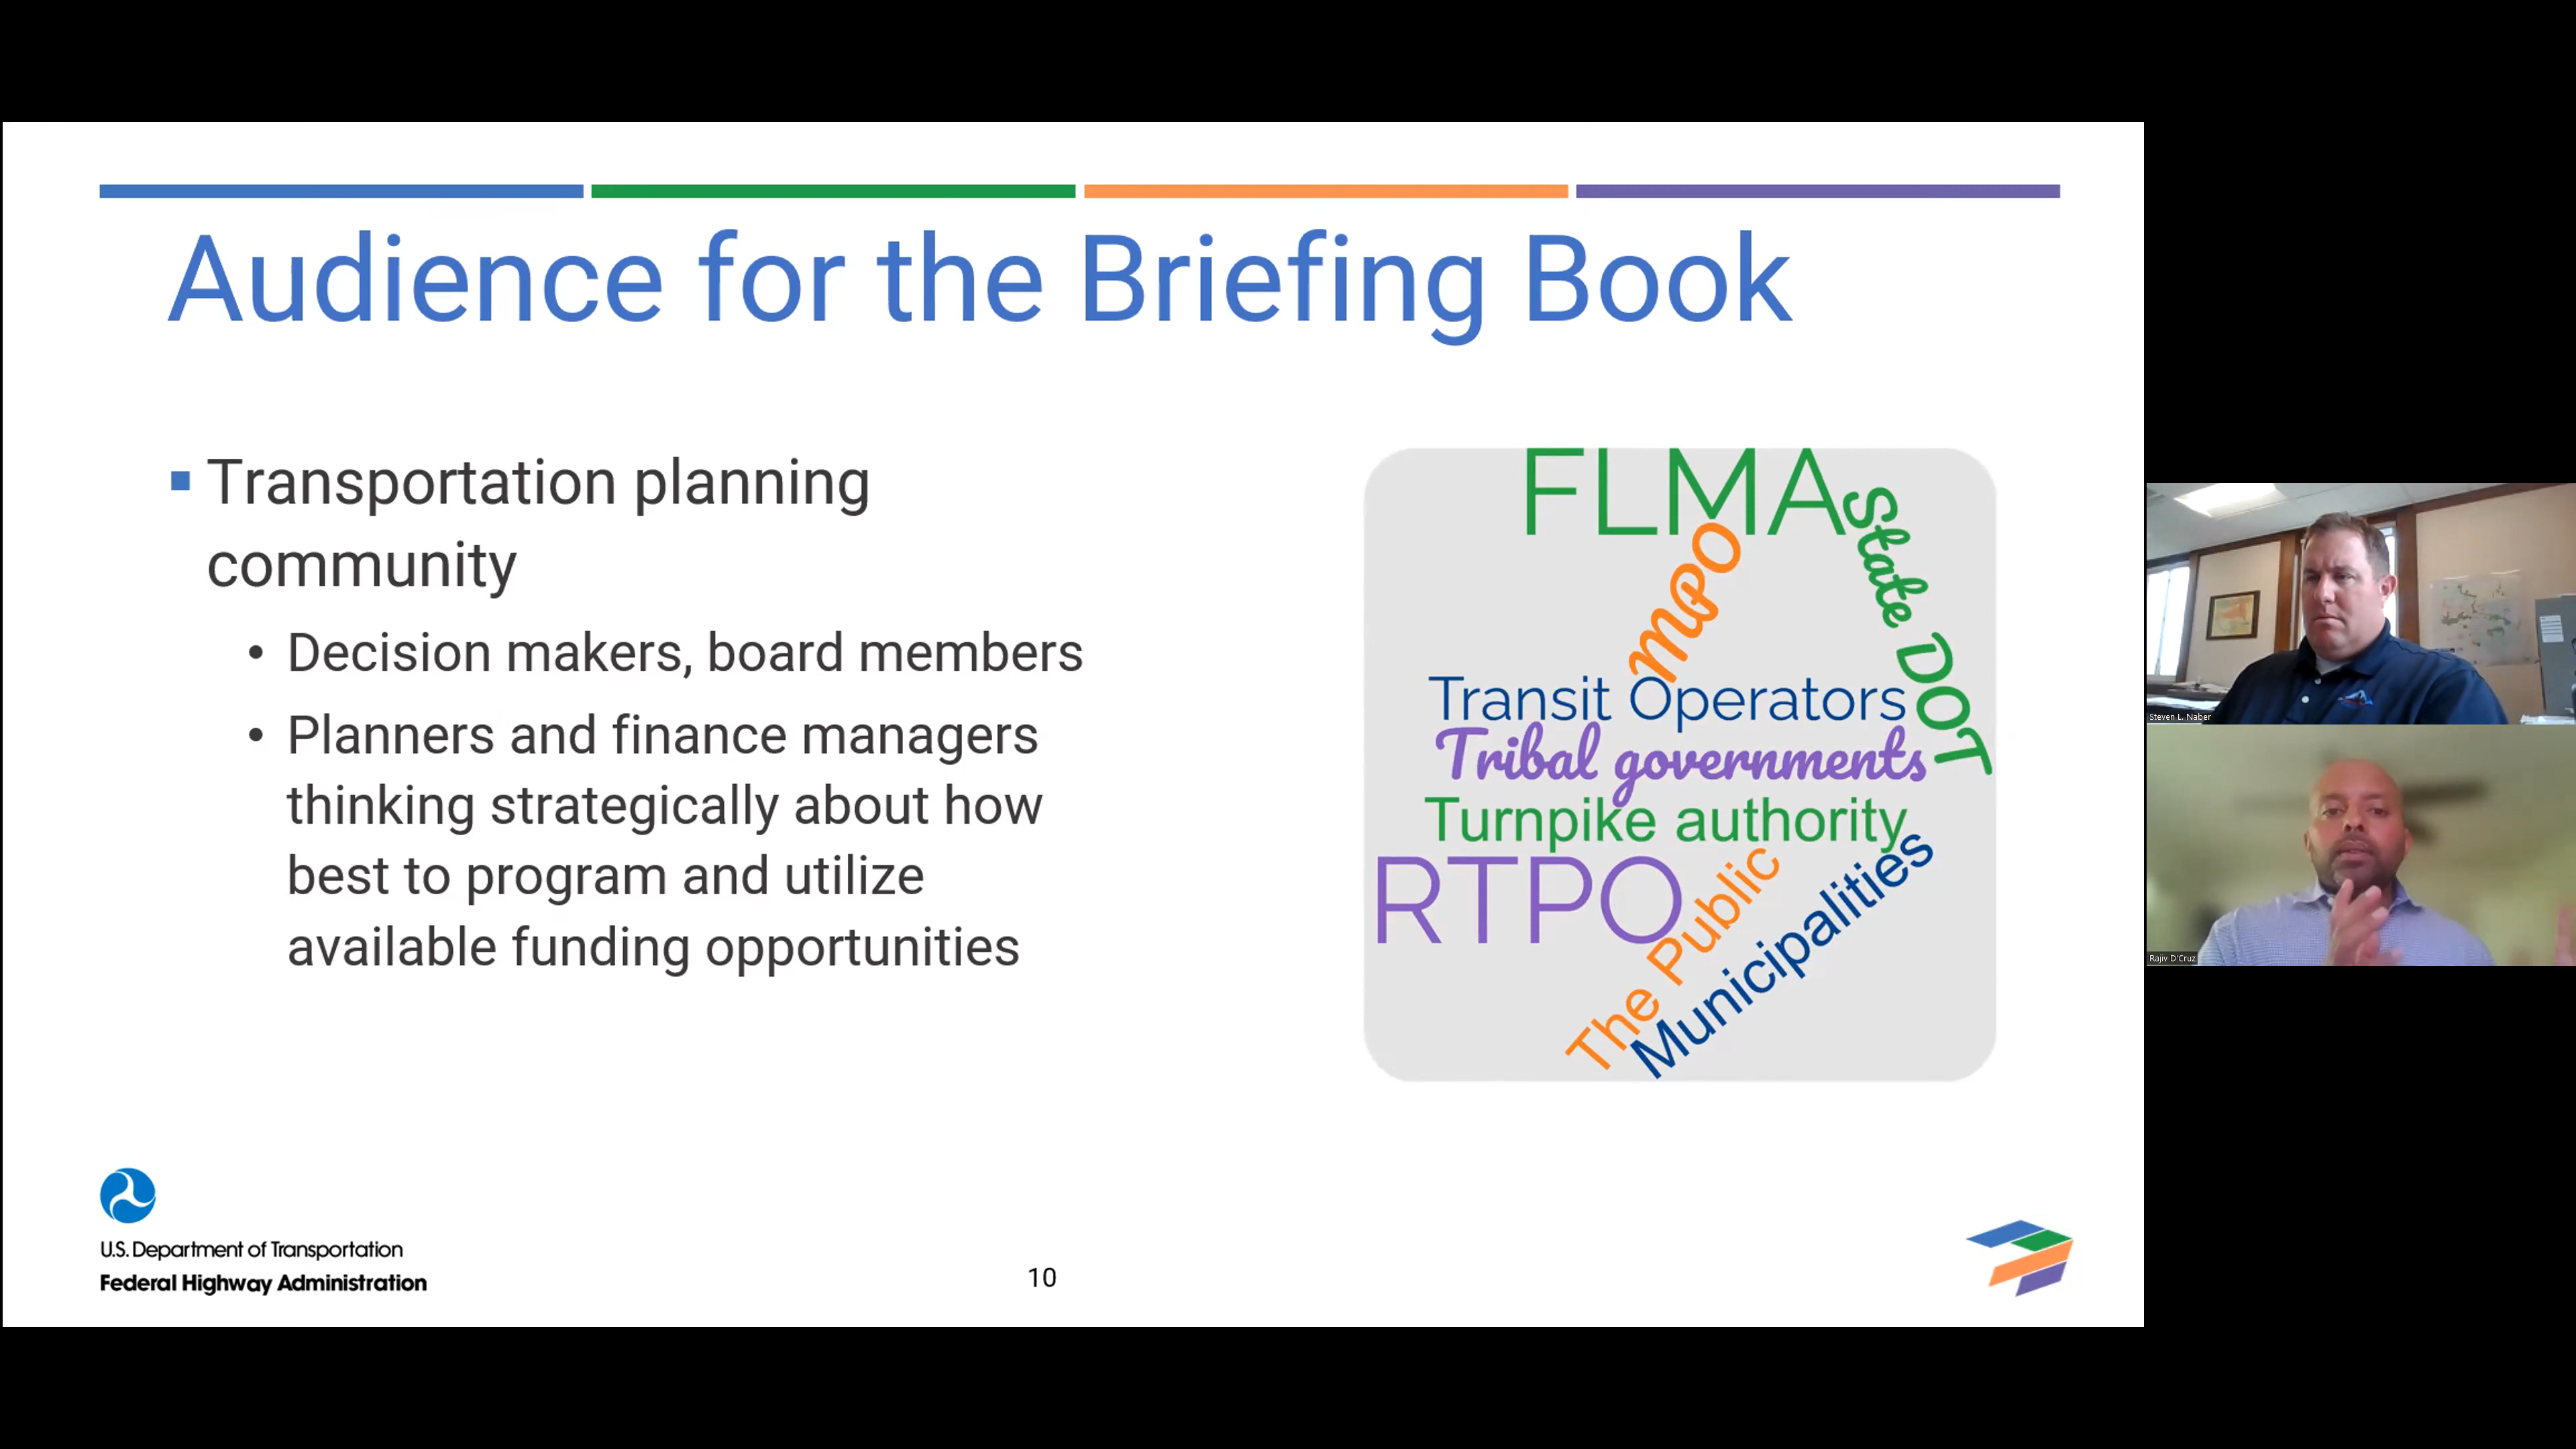 Audience for the Briefing Book
Transportation planning
community
Decision makers, board members
Planners and finance managers
thinking strategically about how
best to program and utilize
available funding opportunities
FLMA
State DOT
MPO
Transit Operators
Tribal governments
Turnpike authority
RTPO
The Public
Municipalities
U.S. Department of Transportation
Federal Highway Administration
10
Steven L. Naber
Rajiv D'Cruz